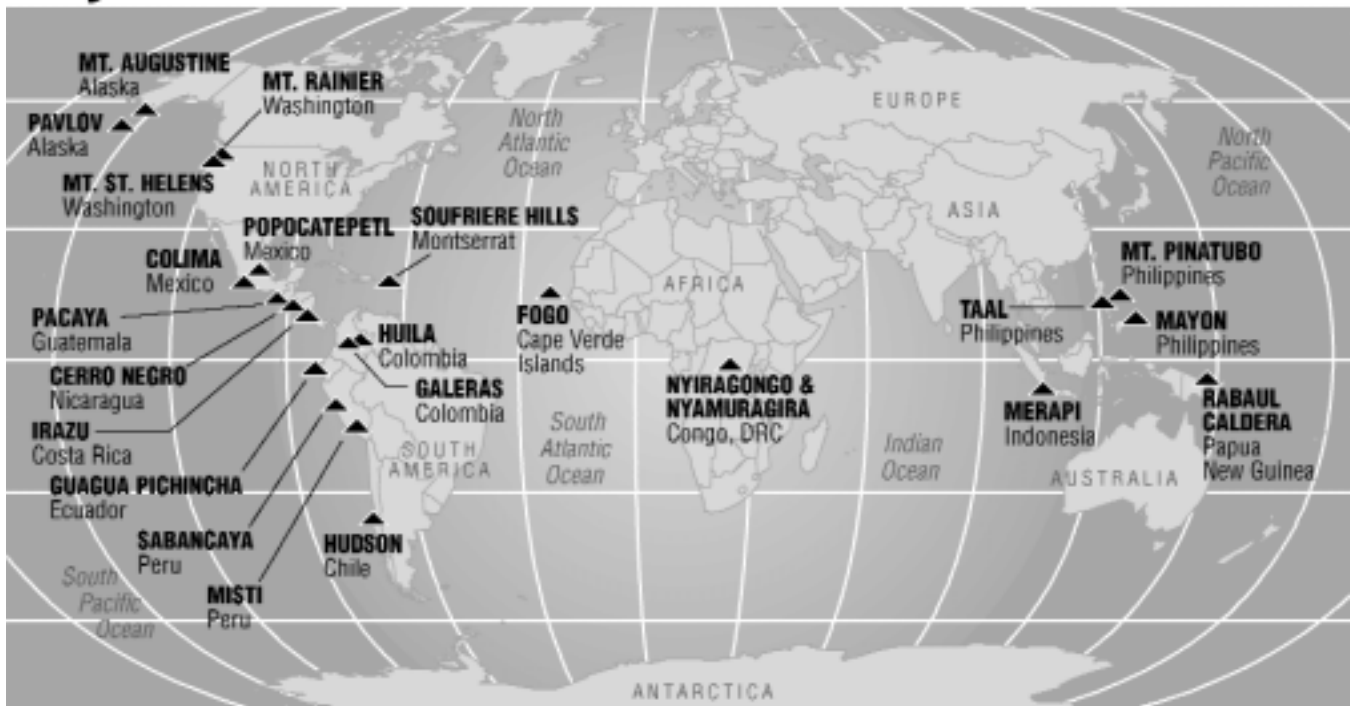 MT. AUGUSTINE
Alaska
MT. RAINIER
Washington
PAVLOV
Alaska
MT. ST. HELENS
Washington
NORTH
AMERICA
North
Atlantic
Ocean
EUROPE
North
Pacific
Ocean
ASIA
POPOCATEPETL
Mexico
SOUFRIERE HILLS
Montserrat
COLIMA
Mexico
PACAYA
Guatemala
CERRO NEGRO
Nicaragua
IRAZU
Costa Rica
GUAGUA PICHINCHA
Ecuador
SABANCAYA
Peru
MISTI
Peru
HUILA
Colombia
GALERAS
Colombia
SOUTH
AMERICA
HUDSON
Chile
South
Pacific
Ocean
FOGO
Cape Verde
Islands
South
Atlantic
Ocean
AFRICA
NYIRAGONGO &
NYAMURAGIRA
Congo, DRC
Indian
Ocean
MT. PINATUBO
Philippines
TAAL
Philippines
MAYON
Philippines
MERAPI
Indonesia
RABAUL
CALDERA
Papua
New Guinea
AUSTRALIA
ANTARCTICA